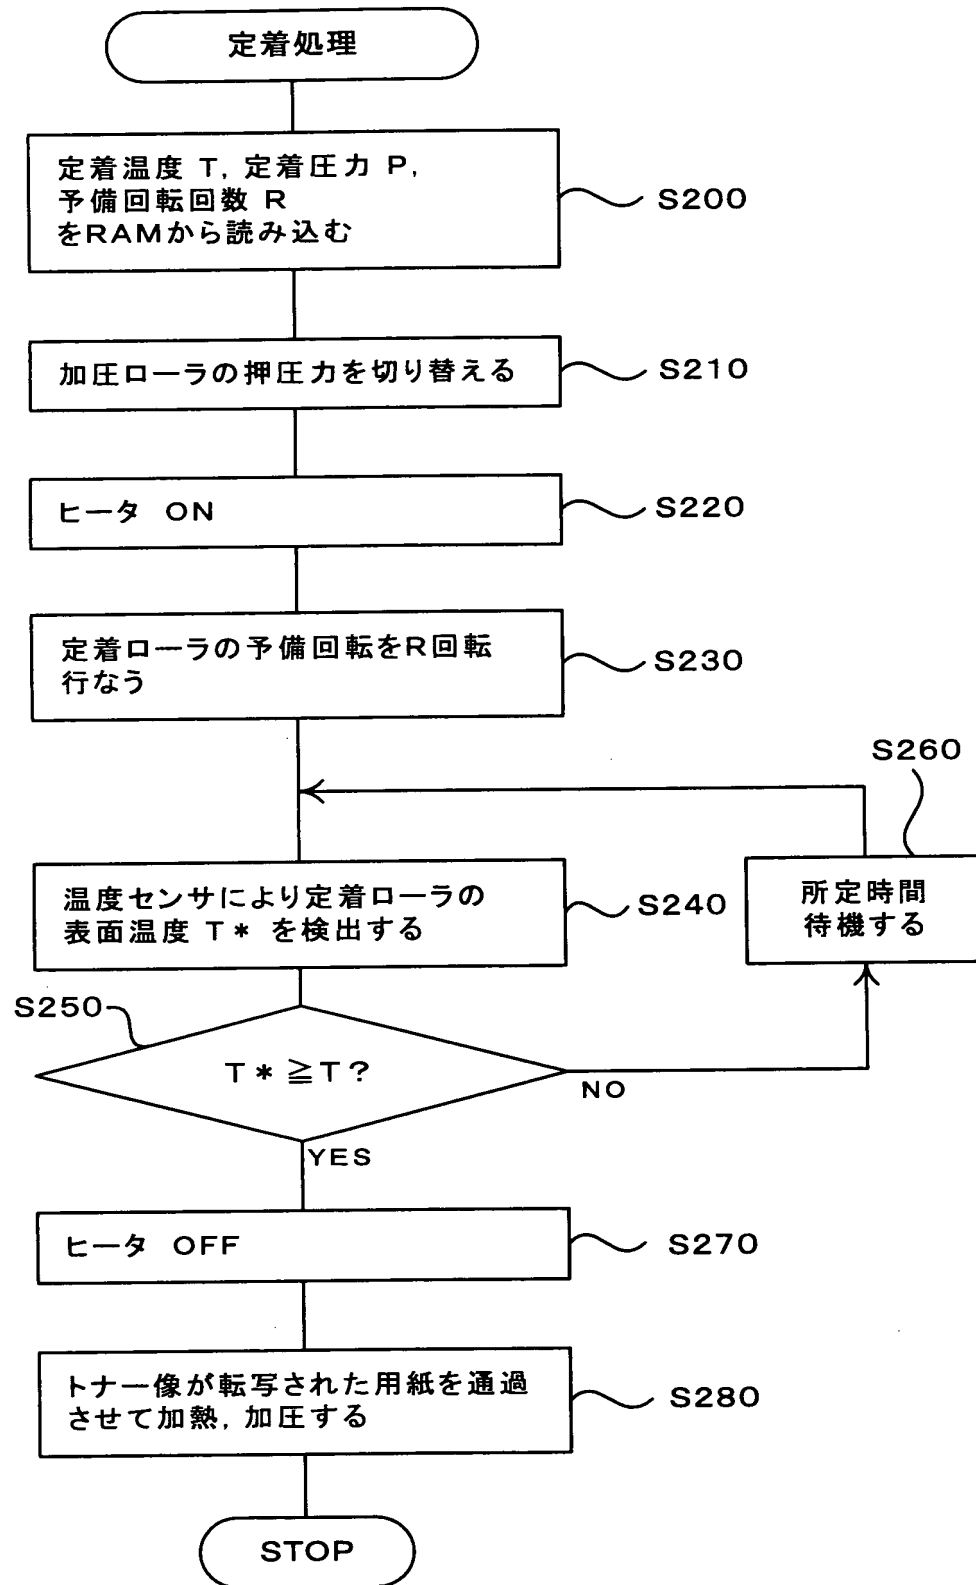 定着処理
定着温度 T, 定着圧力 P,
予備回転回数 R
をRAMから読み込む
S200
加圧ローラの押圧力を切り替える
S210
ヒータ ON
S220
定着ローラの予備回転をR回転
行なう
S230
S260
所定時間
待機する
温度センサにより定着ローラの
表面温度 T* を検出する
S240
S250
T*≧T?
NO
YES
ヒータ OFF
S270
トナー像が転写された用紙を通過
させて加熱, 加圧する
S280
STOP